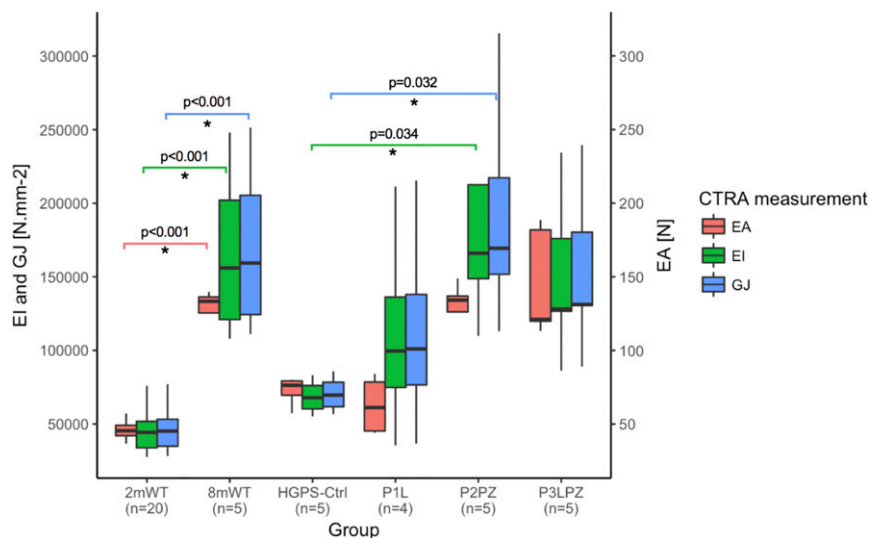 300000
250000
200000
150000
100000
50000
EI and GJ [N.mm-2]
p<0.001
*
p<0.001
*
p<0.001
*
p=0.034
*
p=0.032
*
300
250
200
150
100
50
EA [N]
CTRA measurement
EA
EI
GJ
2mWT 8mWT HGPS-Ctrl P1L P2PZ P3LPZ
(n=20) (n=5) (n=5) (n=4) (n=5) (n=5)
Group